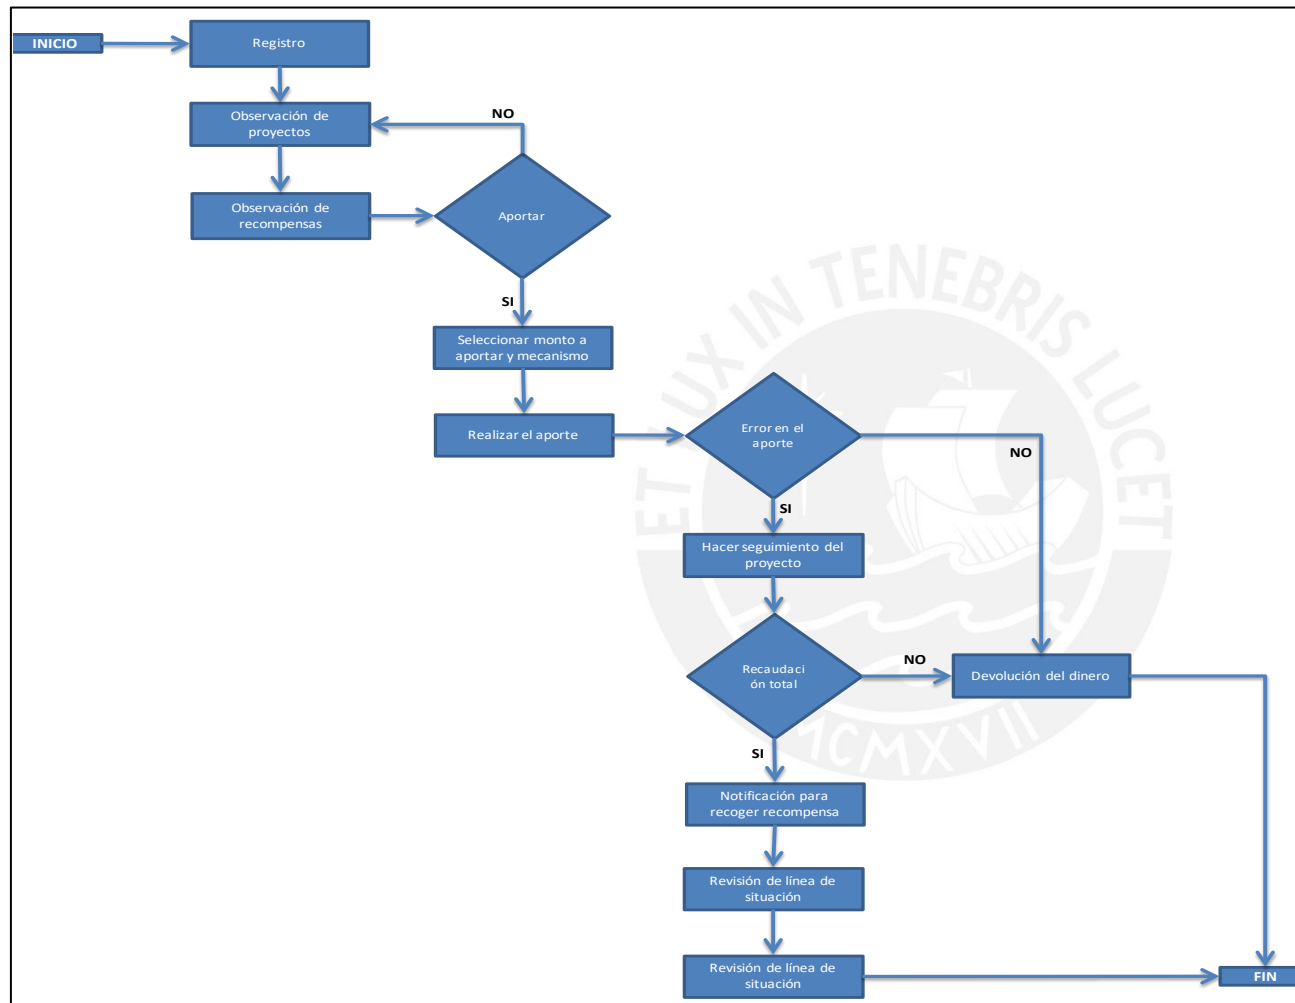 INICIO
Registro
Observación de
proyectos
NO
Observación de
recompensas
Aportar
SI
Seleccionar monto a
aportar y mecanismo
Realizar el aporte
Error en el
aporte
NO
SI
Hacer seguimiento del
proyecto
Recaudaci
ón total
NO
Devolución del dinero
SI
Notificación para
recoger recompensa
Revisión de línea de
situación
Revisión de línea de
situación
FIN
ET LUX IN TENEBRIS LUCET
MCMXVII